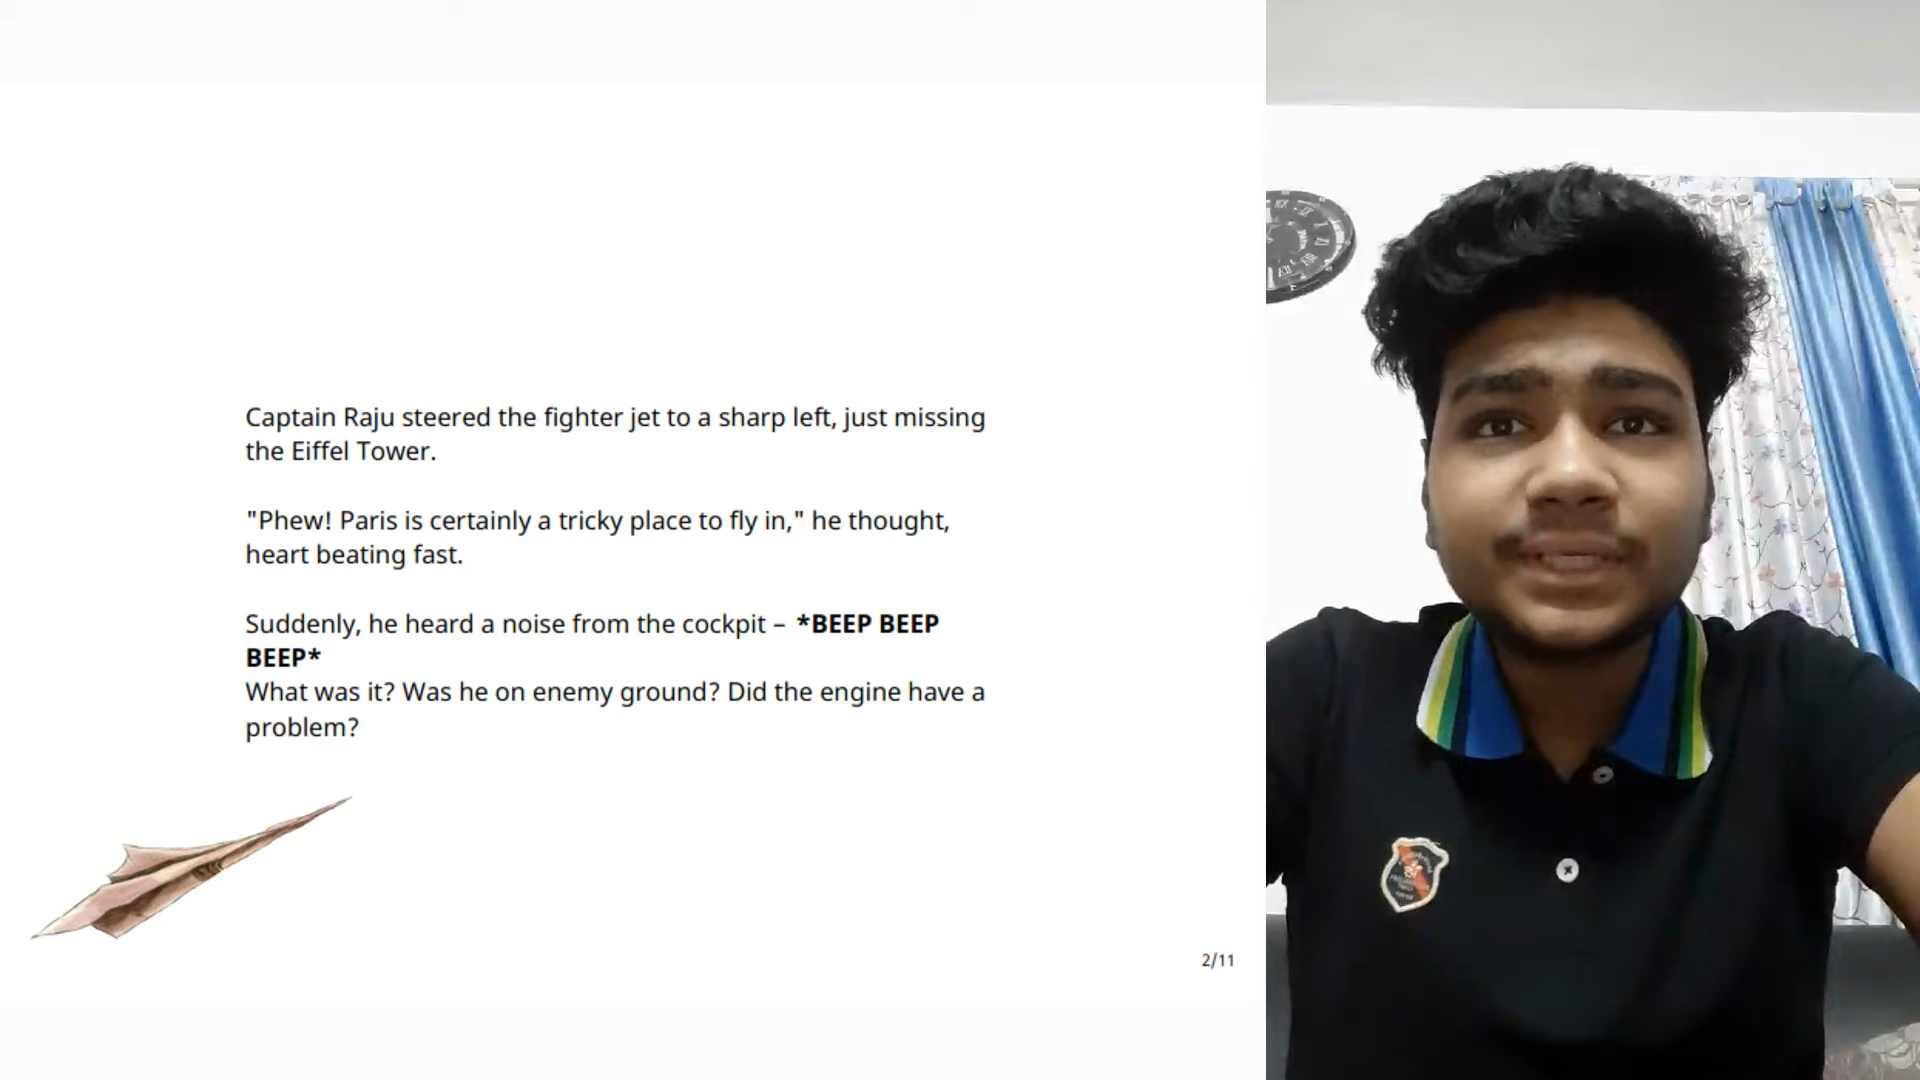 Captain Raju steered the fighter jet to a sharp left, just missing
the Eiffel Tower.
"Phew! Paris is certainly a tricky place to fly in," he thought,
heart beating fast.
Suddenly, he heard a noise from the cockpit – *BEEP BEEP
BEEP*
What was it? Was he on enemy ground? Did the engine have a
problem?
2/11